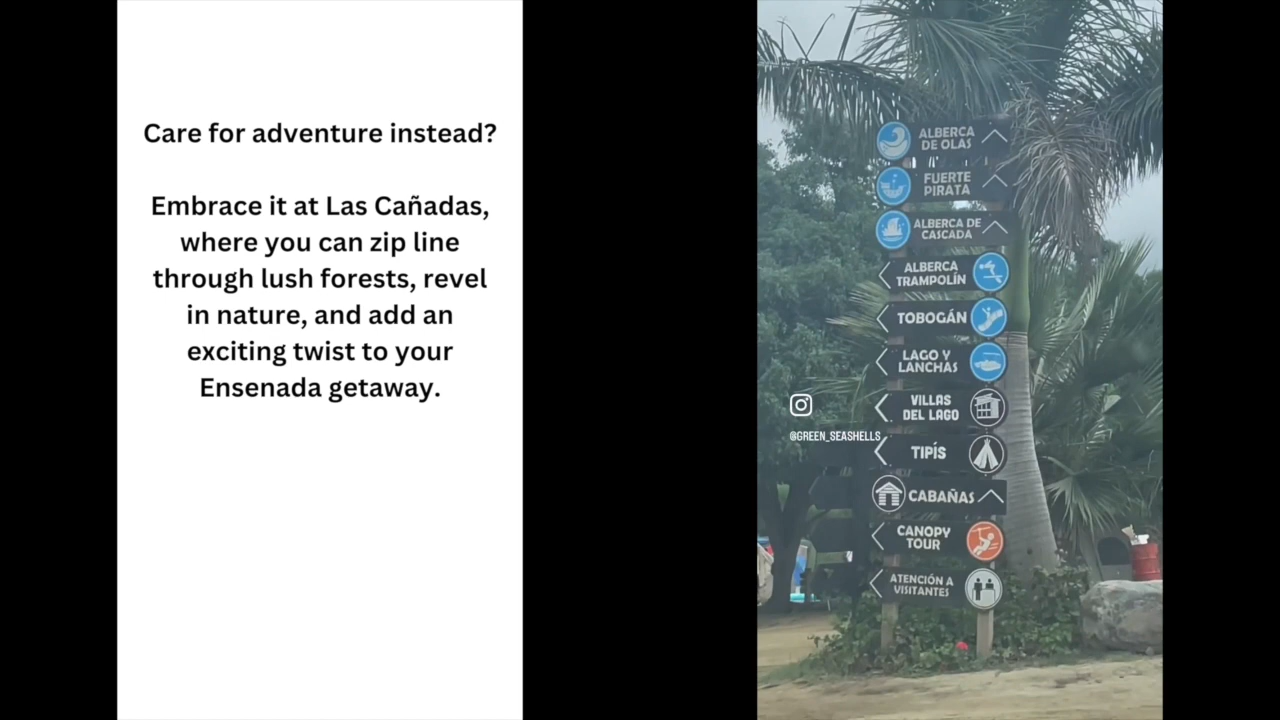 Care for adventure instead?
Embrace it at Las Cañadas,
where you can zip line
through lush forests, revel
in nature, and add an
exciting twist to your
Ensenada getaway.
ALBERCA
DE OLAS
FUERTE
PIRATA
ALBERCA DE
CASCADA
ALBERCA
TRAMPOLÍN
TOBOGÁN
LAGO Y
LANCHAS
VILLAS
DEL LAGO
@GREEN_SEASHELLS
TIPÍS
CABAÑAS
CANOPY
TOUR
ATENCIÓN A
VISITANTES